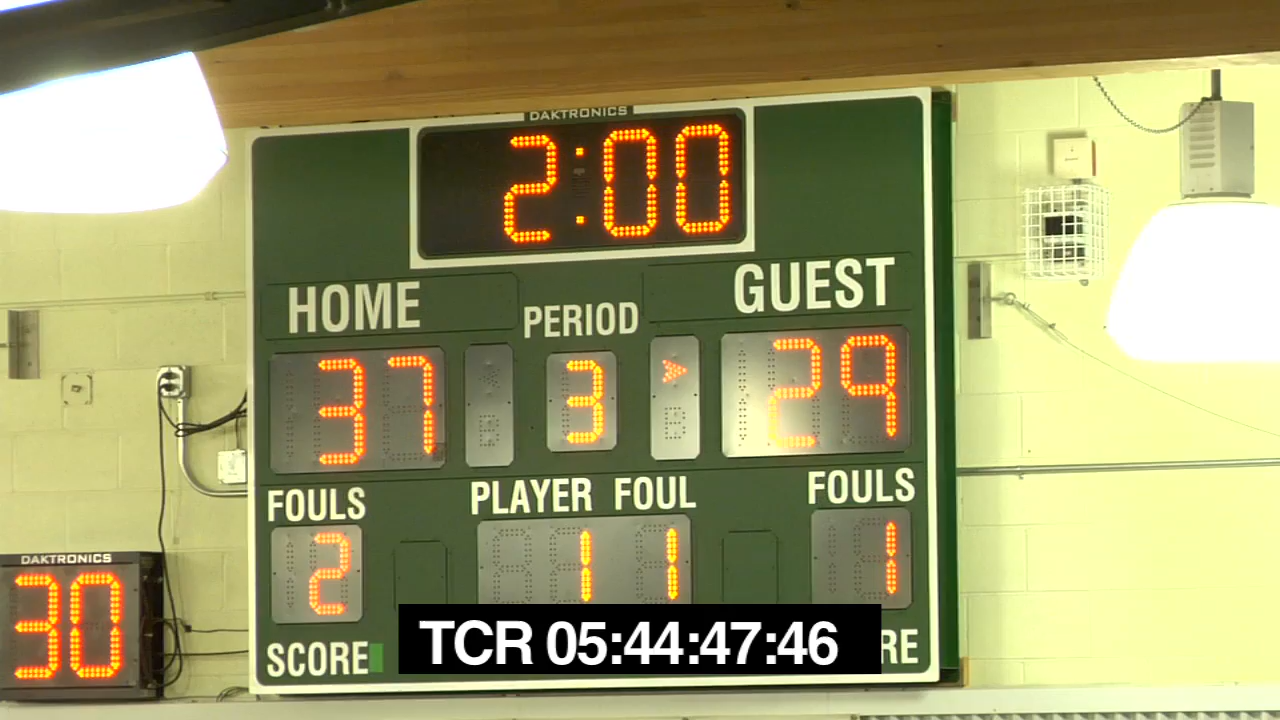 DAKTRONICS
2:00
HOME
GUEST
PERIOD
37
3
29
FOULS
PLAYER FOUL
FOULS
2
1 1
1
DAKTRONICS
30
SCORE
TCR 05:44:47:46
RE